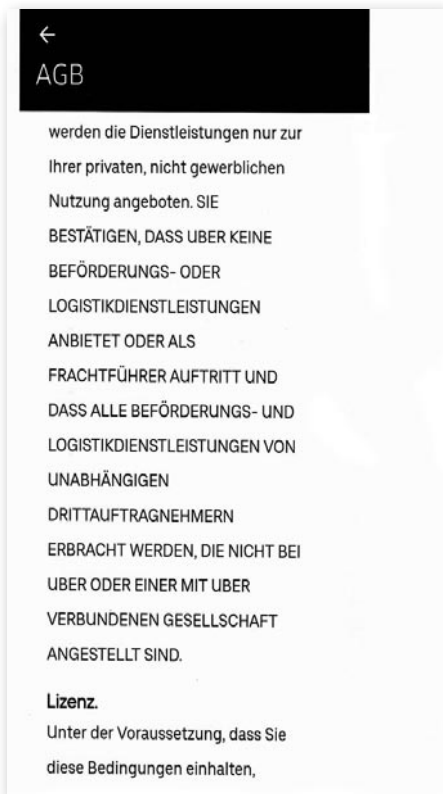 ←
AGB
werden die Dienstleistungen nur zur
Ihrer privaten, nicht gewerblichen
Nutzung angeboten. SIE
BESTÄTIGEN, DASS UBER KEINE
BEFÖRDERUNGS- ODER
LOGISTIKDIENSTLEISTUNGEN
ANBIETET ODER ALS
FRACHTFÜHRER AUFTRITT UND
DASS ALLE BEFÖRDERUNGS- UND
LOGISTIKDIENSTLEISTUNGEN VON
UNABHÄNGIGEN
DRITTAUFTRAGNEHMERN
ERBRACHT WERDEN, DIE NICHT BEI
UBER ODER EINER MIT UBER
VERBUNDENEN GESELLSCHAFT
ANGESTELLT SIND.
Lizenz.
Unter der Voraussetzung, dass Sie
diese Bedingungen einhalten,